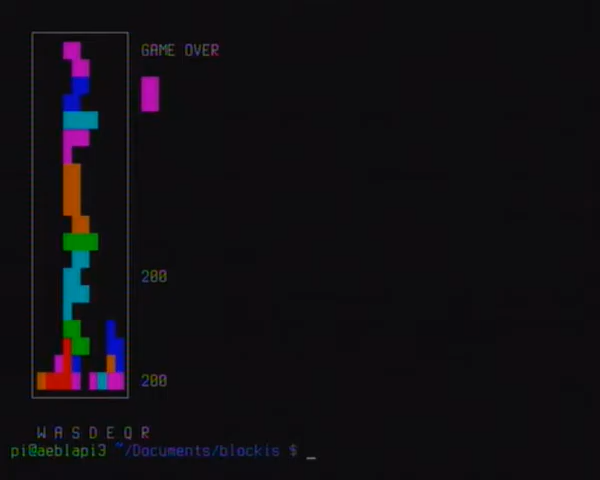 GAME OVER
200
200
W A S D E Q R
pi@aeblapi3 ~/Documents/blockis $ _